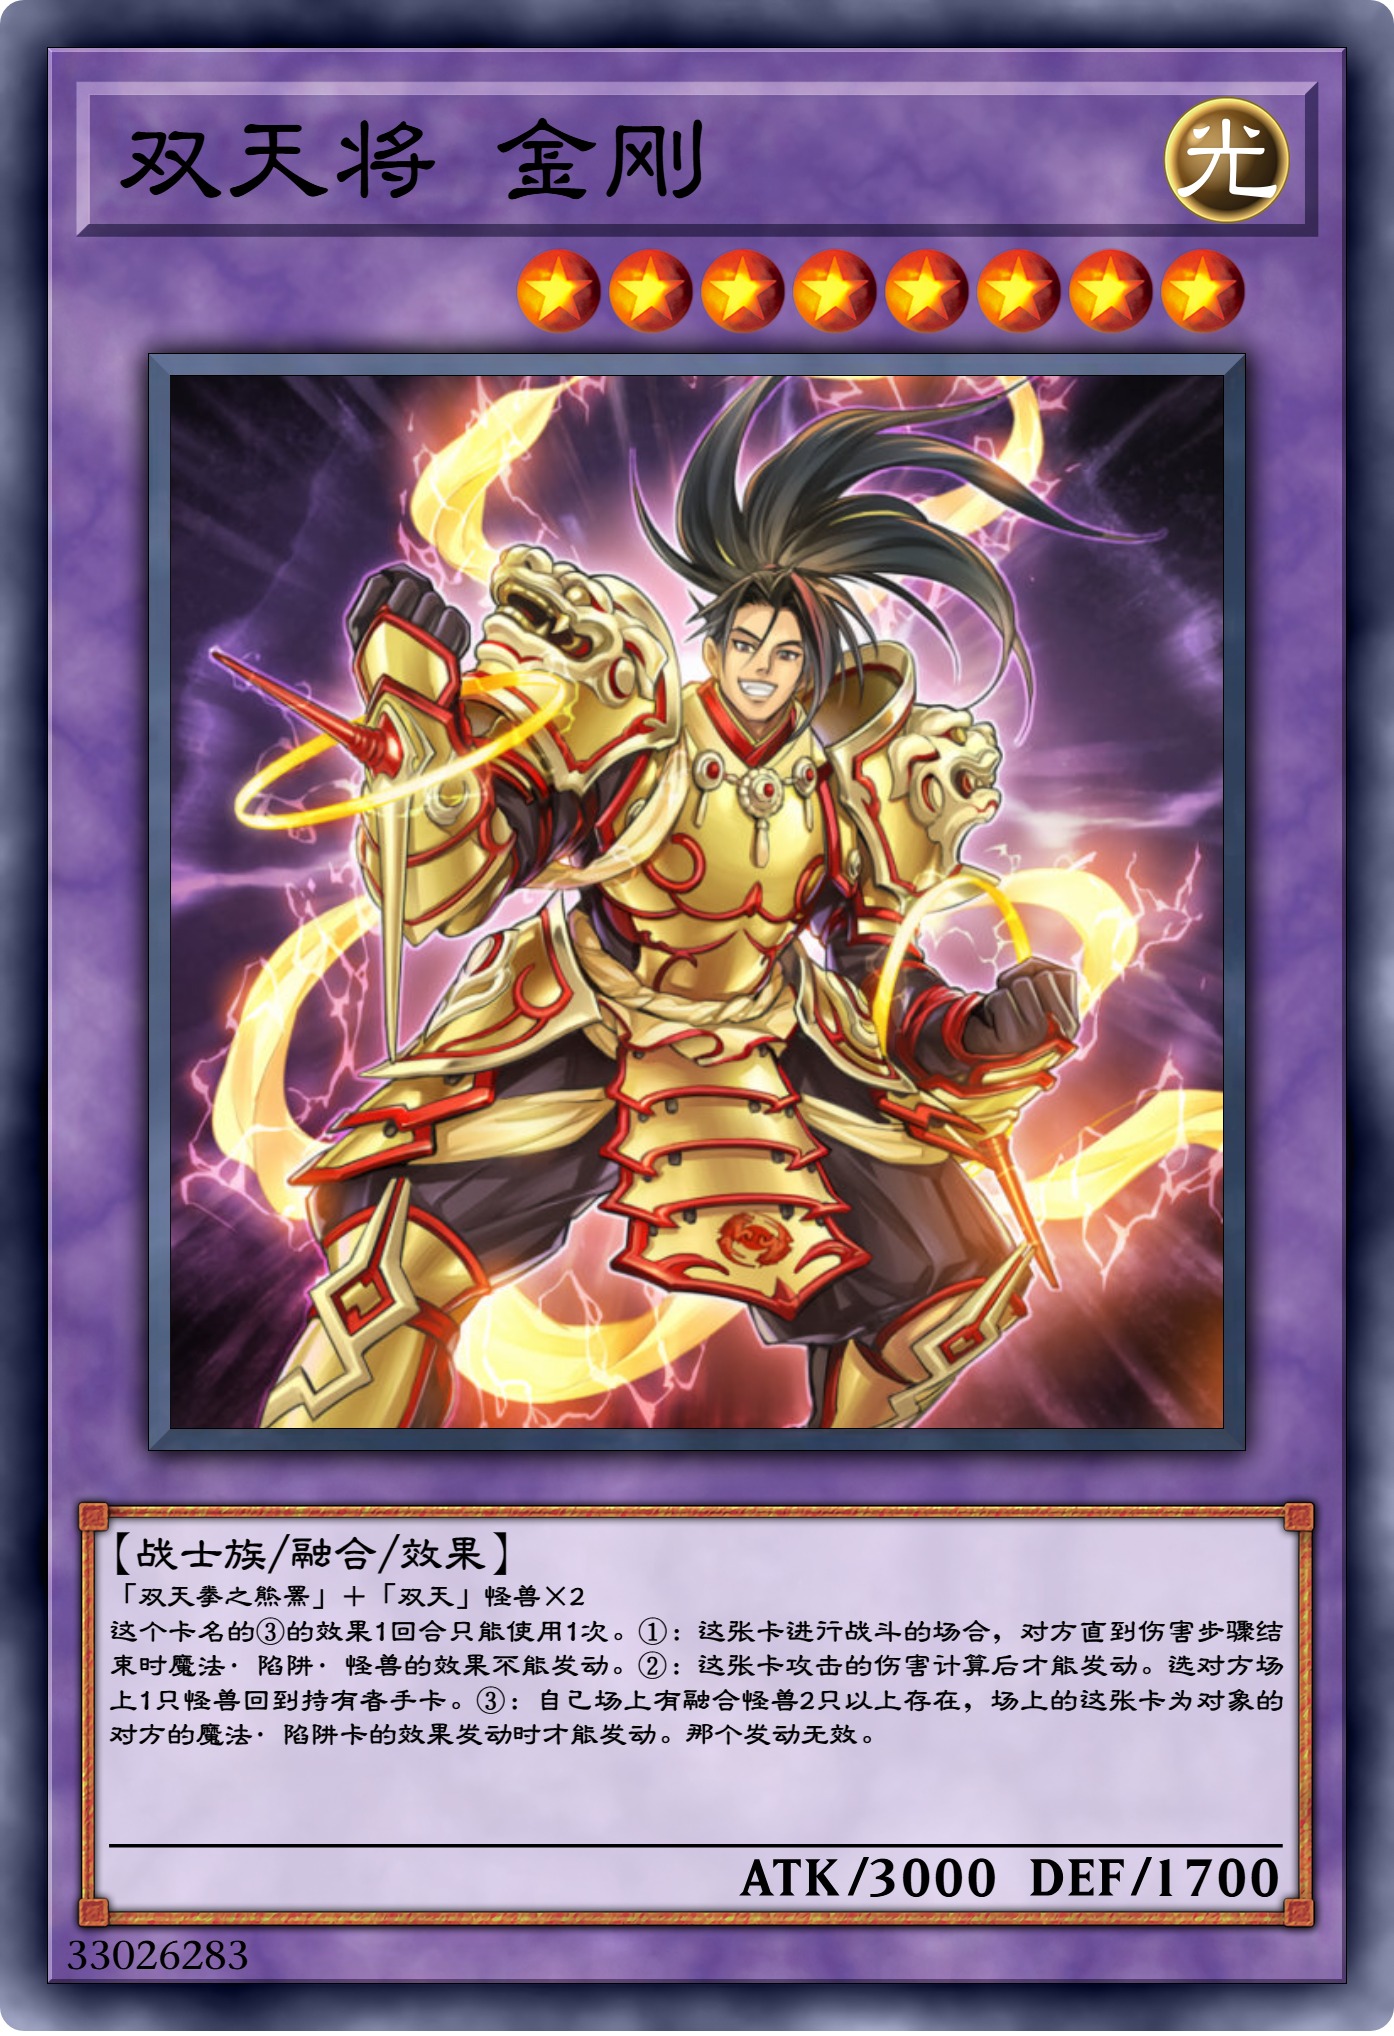 双天将 金刚
光
【战士族/融合/效果】
「双天拳之熊罴」＋「双天」怪兽×2
这个卡名的③的效果1回合只能使用1次。①：这张卡进行战斗的场合，对方直到伤害步骤结
束时魔法·陷阱·怪兽的效果不能发动。②：这张卡攻击的伤害计算后才能发动。选对方场
上1只怪兽回到持有者手卡。③：自己场上有融合怪兽2只以上存在，场上的这张卡为对象的
对方的魔法·陷阱卡的效果发动时才能发动。那个发动无效。
ATK/3000 DEF/1700
33026283